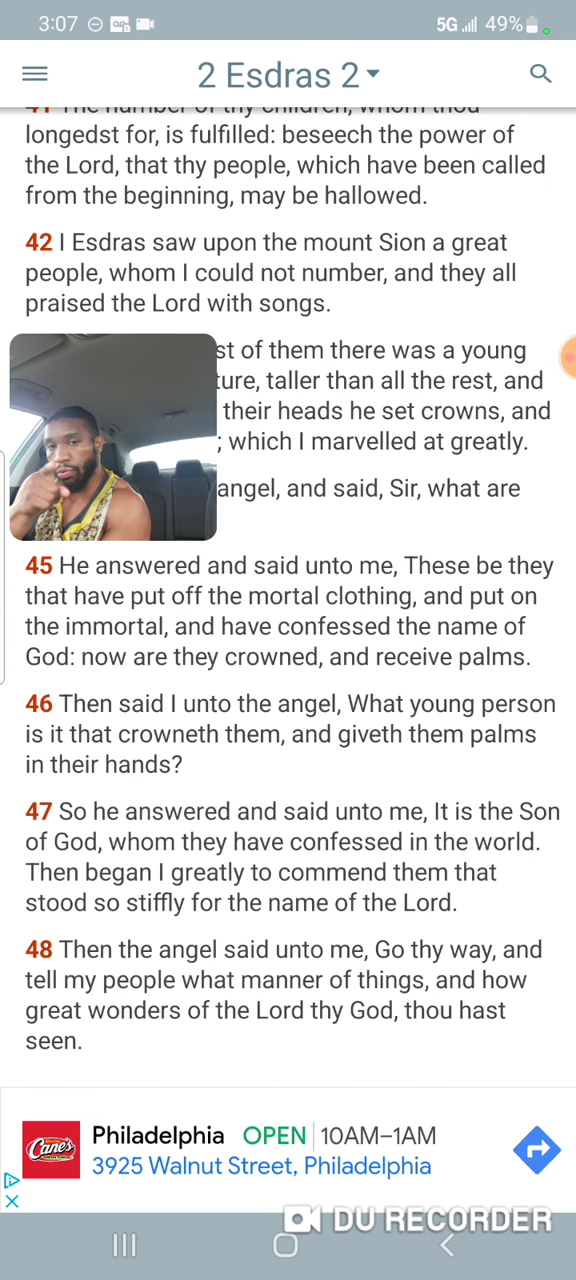 3:07
5G 49%
2 Esdras 2
41 The number of thy children, whom thou
longedst for, is fulfilled: beseech the power of
the Lord, that thy people, which have been called
from the beginning, may be hallowed.
42 I Esdras saw upon the mount Sion a great
people, whom I could not number, and they all
praised the Lord with songs.
st of them there was a young
ture, taller than all the rest, and
their heads he set crowns, and
; which I marvelled at greatly.
angel, and said, Sir, what are
45 He answered and said unto me, These be they
that have put off the mortal clothing, and put on
the immortal, and have confessed the name of
God: now are they crowned, and receive palms.
46 Then said I unto the angel, What young person
is it that crowneth them, and giveth them palms
in their hands?
47 So he answered and said unto me, It is the Son
of God, whom they have confessed in the world.
Then began I greatly to commend them that
stood so stiffly for the name of the Lord.
48 Then the angel said unto me, Go thy way, and
tell my people what manner of things, and how
great wonders of the Lord thy God, thou hast
seen.
Cane's
Philadelphia OPEN 10AM–1AM
3925 Walnut Street, Philadelphia
DU RECORDER